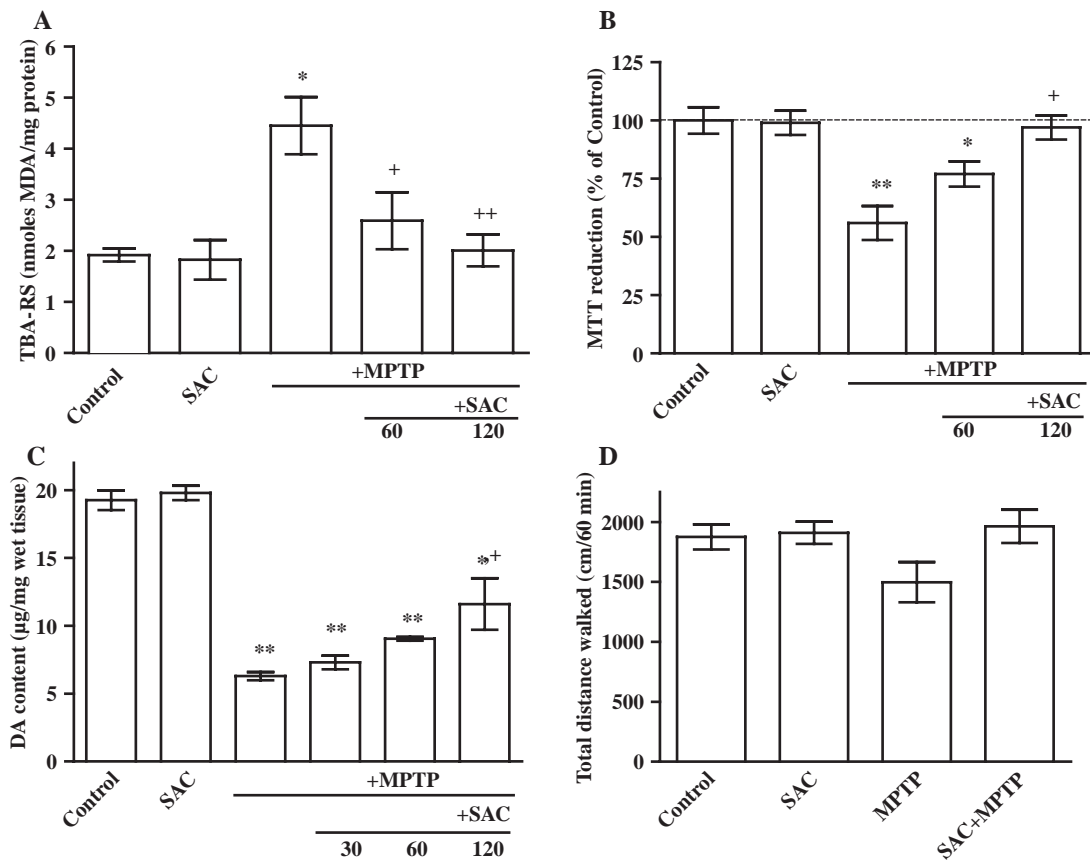 A
TBA-RS (nmoles MDA/mg protein)
6
5
4
3
2
1
0
*
+
++
Control
SAC
+MPTP
+SAC
60
120
B
MTT reduction (% of Control)
125
100
75
50
25
0
**
*
+
Control
SAC
+MPTP
+SAC
60
120
C
DA content (µg/mg wet tissue)
20
15
10
5
0
**
**
**
*,+
Control
SAC
+MPTP
+SAC
30
60
120
D
Total distance walked (cm/60 min)
2000
1500
1000
500
0
Control
SAC
MPTP
SAC+MPTP